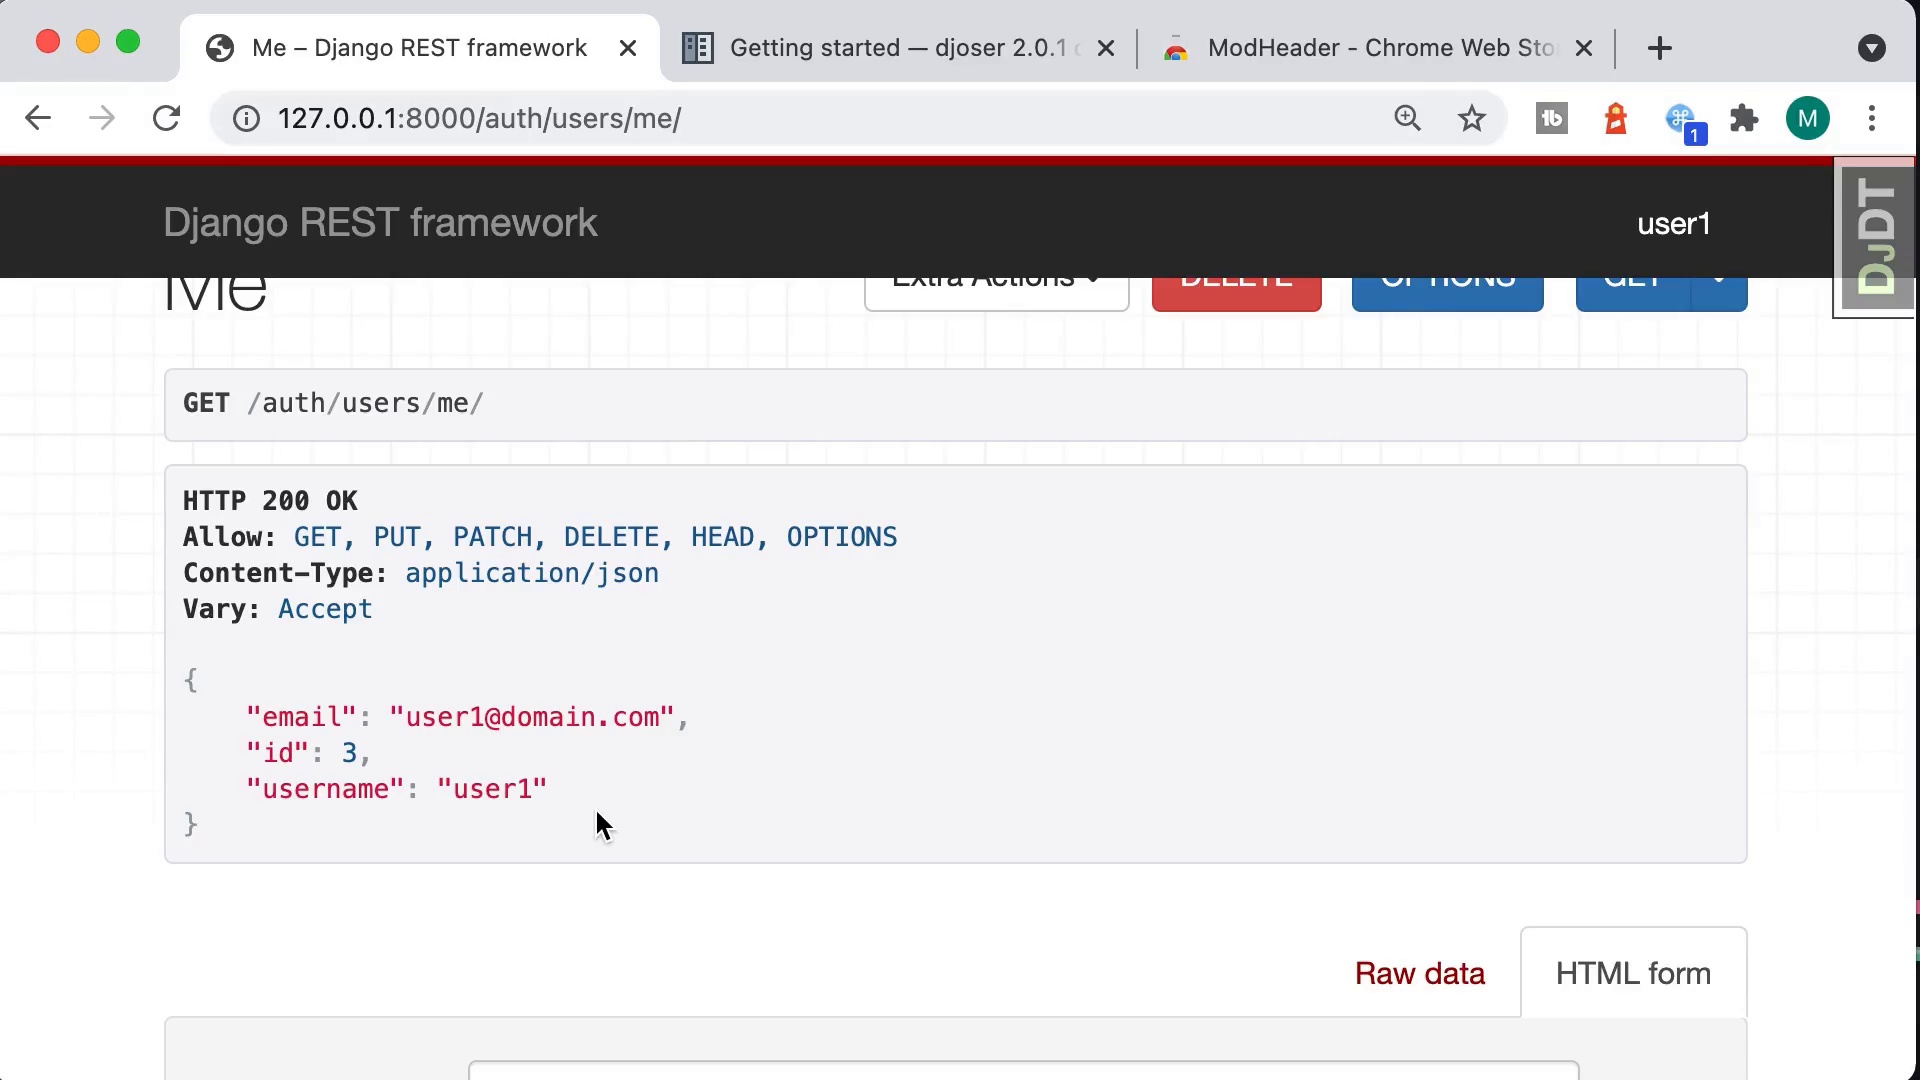 Me – Django REST framework
Getting started — djoser 2.0.1
ModHeader - Chrome Web Sto
127.0.0.1:8000/auth/users/me/
1
M
Django REST framework
user1
DJDT
Me
Extra Actions
DELETE
OPTIONS
GET
GET /auth/users/me/
HTTP 200 OK
Allow: GET, PUT, PATCH, DELETE, HEAD, OPTIONS
Content-Type: application/json
Vary: Accept
{
"email": "user1@domain.com",
"id": 3,
"username": "user1"
}
Raw data
HTML form